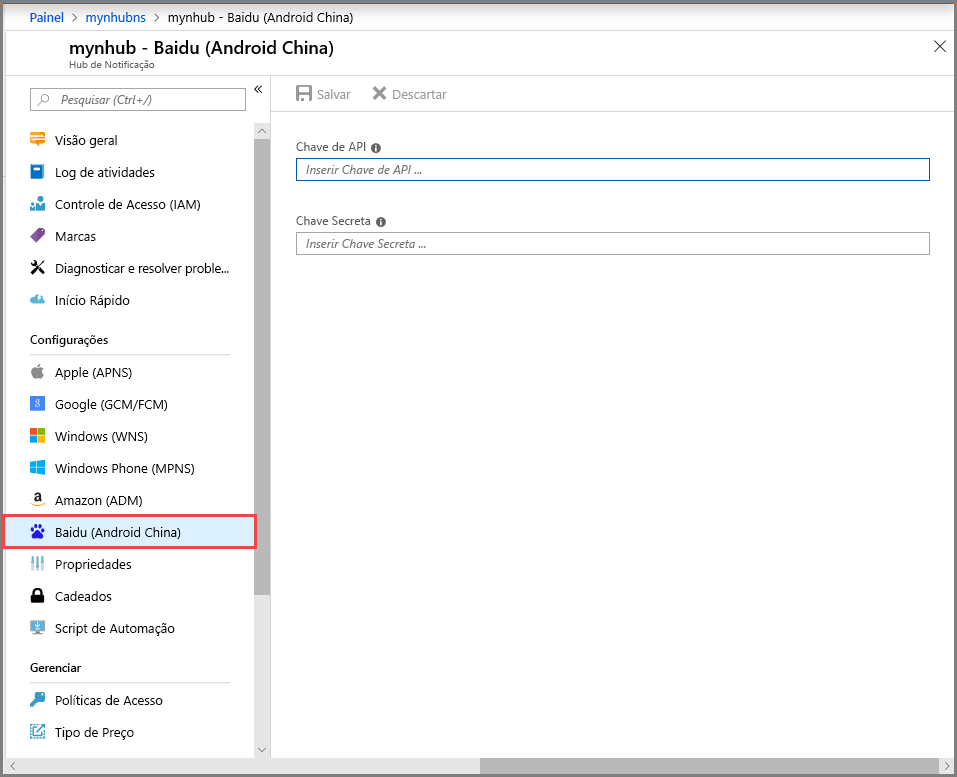 Painel > mynhubns > mynhub - Baidu (Android China)
mynhub - Baidu (Android China)
Hub de Notificação
Pesquisar (Ctrl+/)
Visão geral
Log de atividades
Controle de Acesso (IAM)
Marcas
Diagnosticar e resolver proble...
Início Rápido
Configurações
Apple (APNS)
Google (GCM/FCM)
Windows (WNS)
Windows Phone (MPNS)
Amazon (ADM)
Baidu (Android China)
Propriedades
Cadeados
Script de Automação
Gerenciar
Políticas de Acesso
Tipo de Preço
Salvar Descartar
Chave de API
Inserir Chave de API ...
Chave Secreta
Inserir Chave Secreta ...